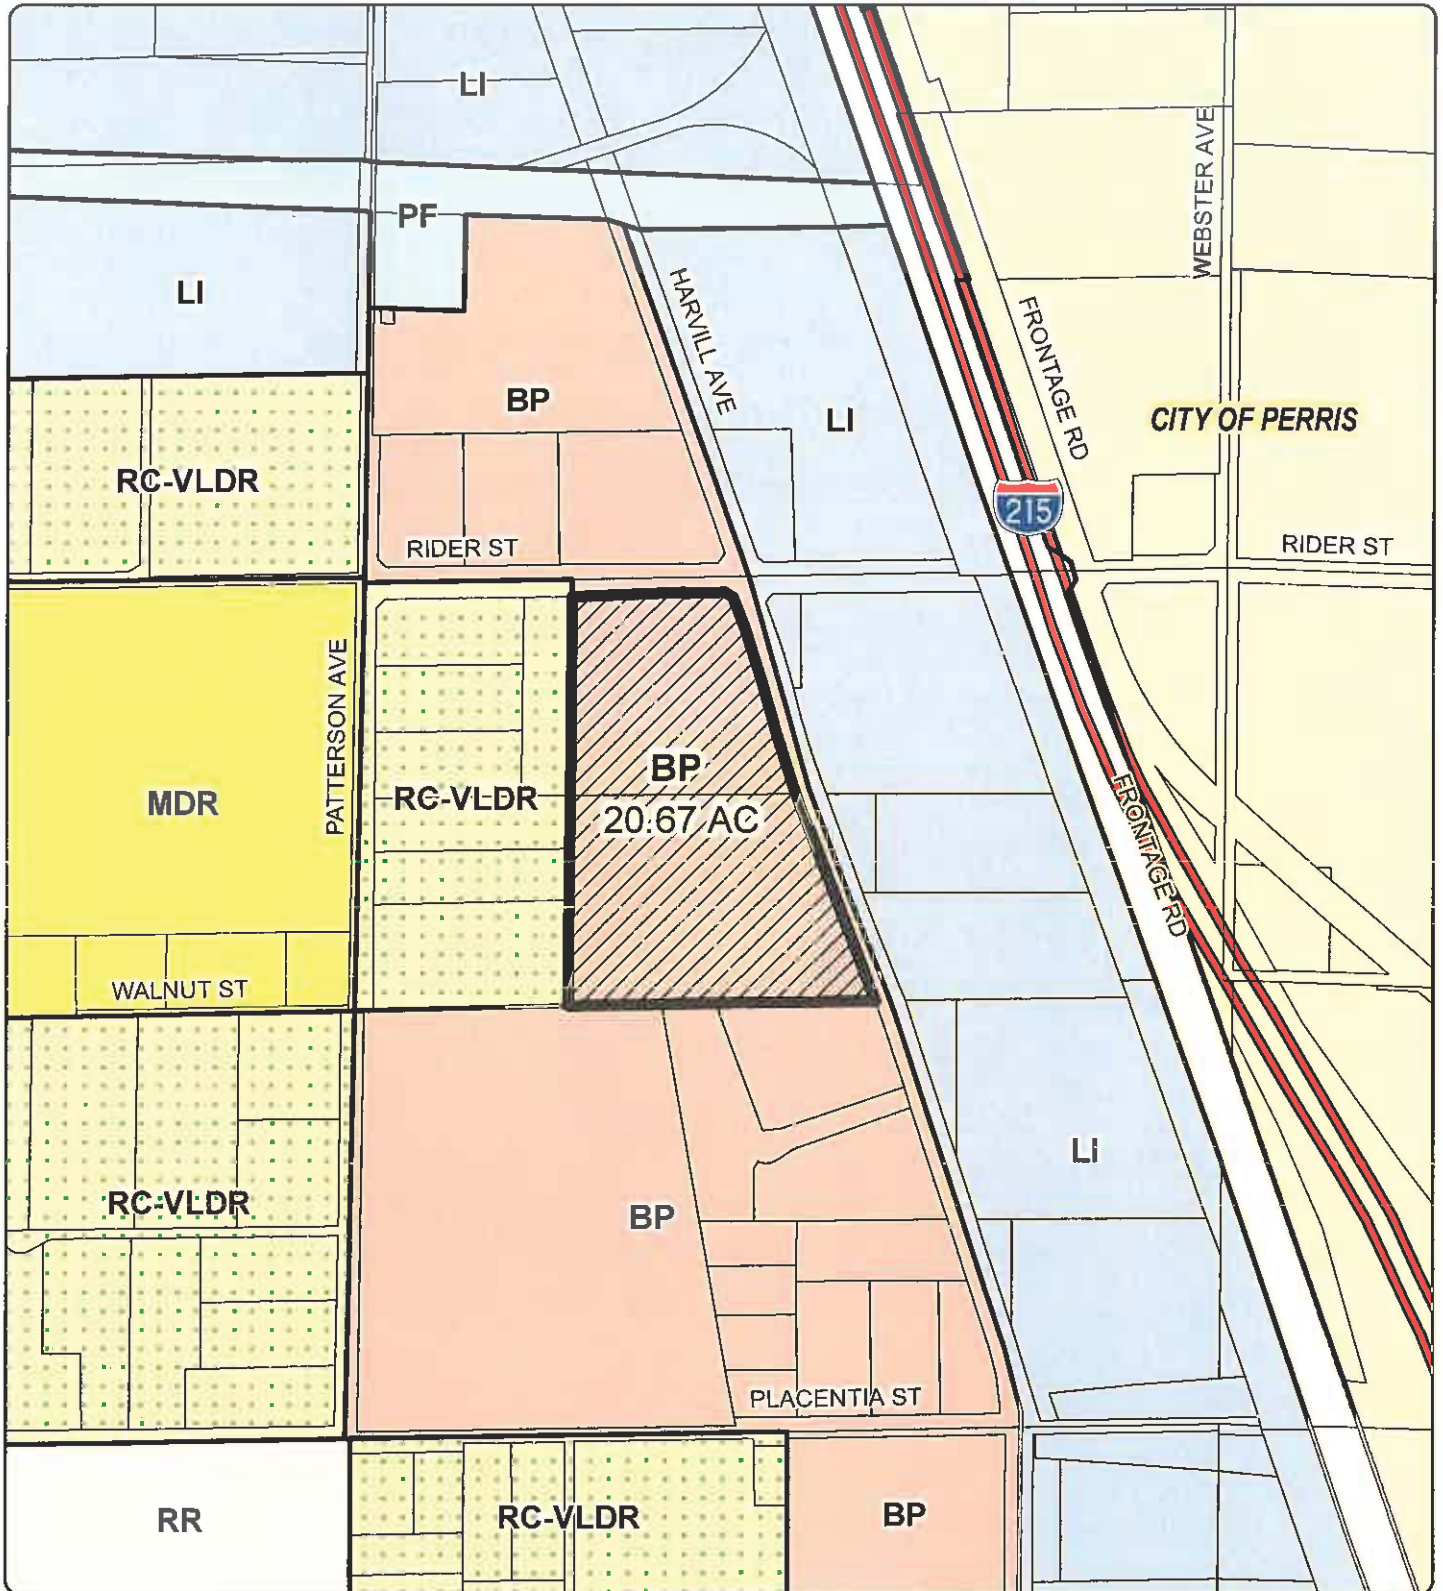 LI
WEBSTER AVE
PF
LI
HARVILL AVE
FRONTAGE RD
BP
LI
CITY OF PERRIS
RC-VLDR
215
RIDER ST
RIDER ST
PATTERSON AVE
BP
MDR
RC-VLDR
20.67 AC
FRONTAGE RD
WALNUT ST
LI
RC-VLDR
BP
PLACENTIA ST
RR
RC-VLDR
BP